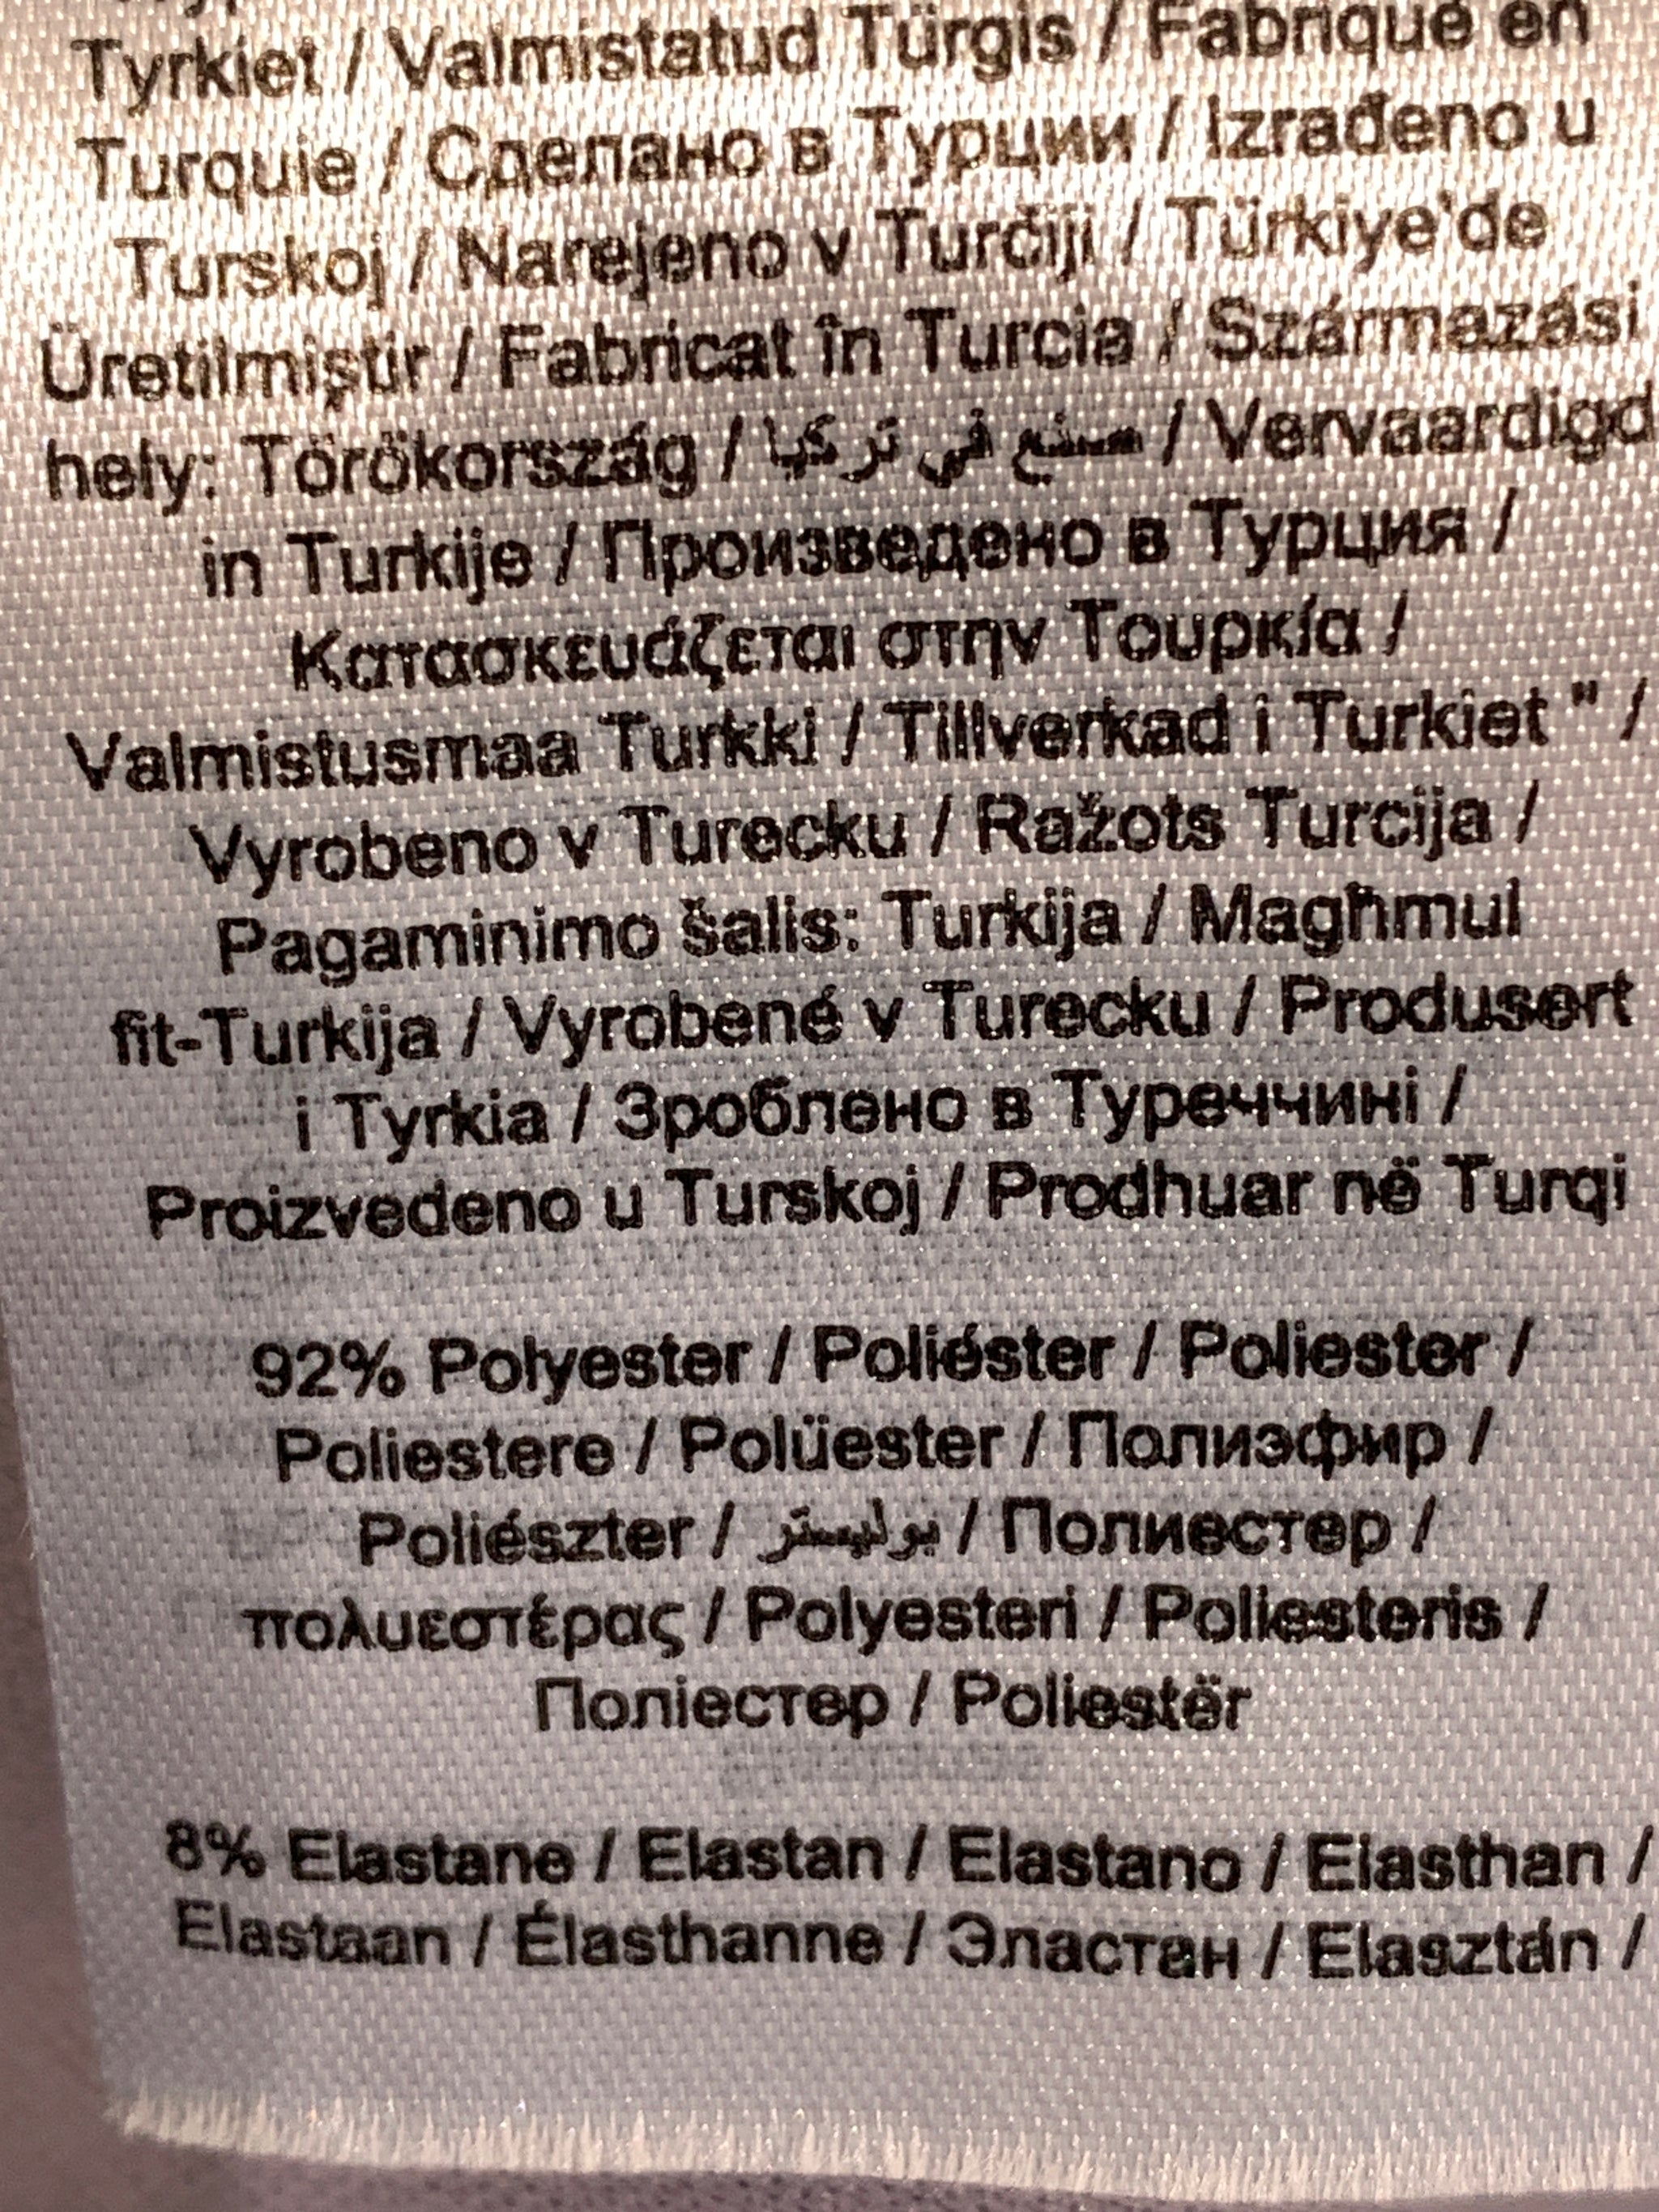 Tyrkiet / Valmistatud Türgis / Fabriqué en
Turquie / Сделано в Турции / Izrađeno u
Turskoj / Narejeno v Turčiji / Türkiye'de
Üretilmiştir / Fabricat în Turcia / Származási
hely: Törökország / صنع في تركيا / Vervaardigd
in Turkije / Произведено в Турция /
Κατασκευάζεται στην Τουρκία /
Valmistusmaa Turkki / Tillverkad i Turkiet " /
Vyrobeno v Turecku / Ražots Turcija /
Pagaminimo šalis: Turkija / Magħmul
fit-Turkija / Vyrobené v Turecku / Produsert
i Tyrkia / Зроблено в Туреччині /
Proizvedeno u Turskoj / Prodhuar në Turqi
92% Polyester / Poliéster / Poliester /
Poliestere / Polüester / Полиэфир /
Poliészter / بوليستر / Полиестер /
πολυεστέρας / Polyesteri / Poliesteris /
Поліестер / Poliestër
8% Elastane / Elastan / Elastano / Elasthan /
Elastaan / Élasthanne / Эластан / Elasztán /